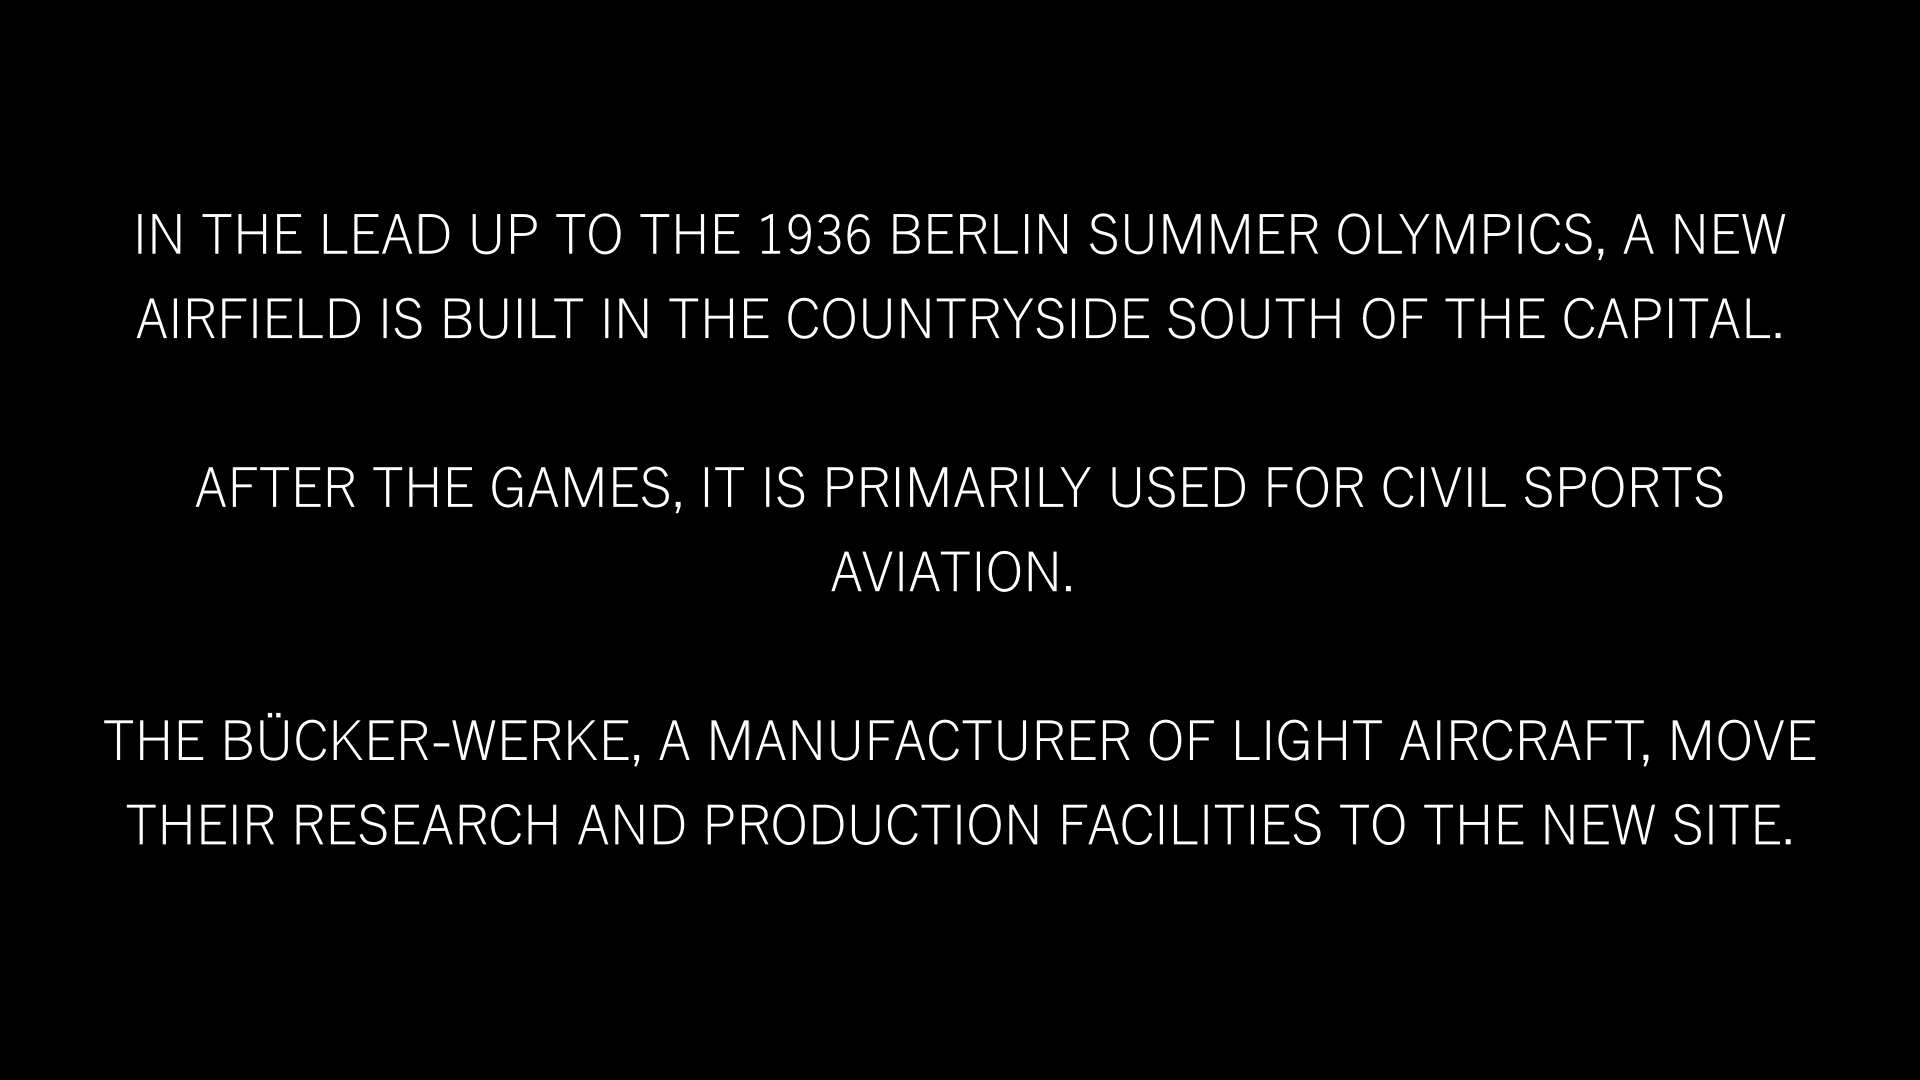 IN THE LEAD UP TO THE 1936 BERLIN SUMMER OLYMPICS, A NEW
AIRFIELD IS BUILT IN THE COUNTRYSIDE SOUTH OF THE CAPITAL.
AFTER THE GAMES, IT IS PRIMARILY USED FOR CIVIL SPORTS
AVIATION.
THE BÜCKER-WERKE, A MANUFACTURER OF LIGHT AIRCRAFT, MOVE
THEIR RESEARCH AND PRODUCTION FACILITIES TO THE NEW SITE.